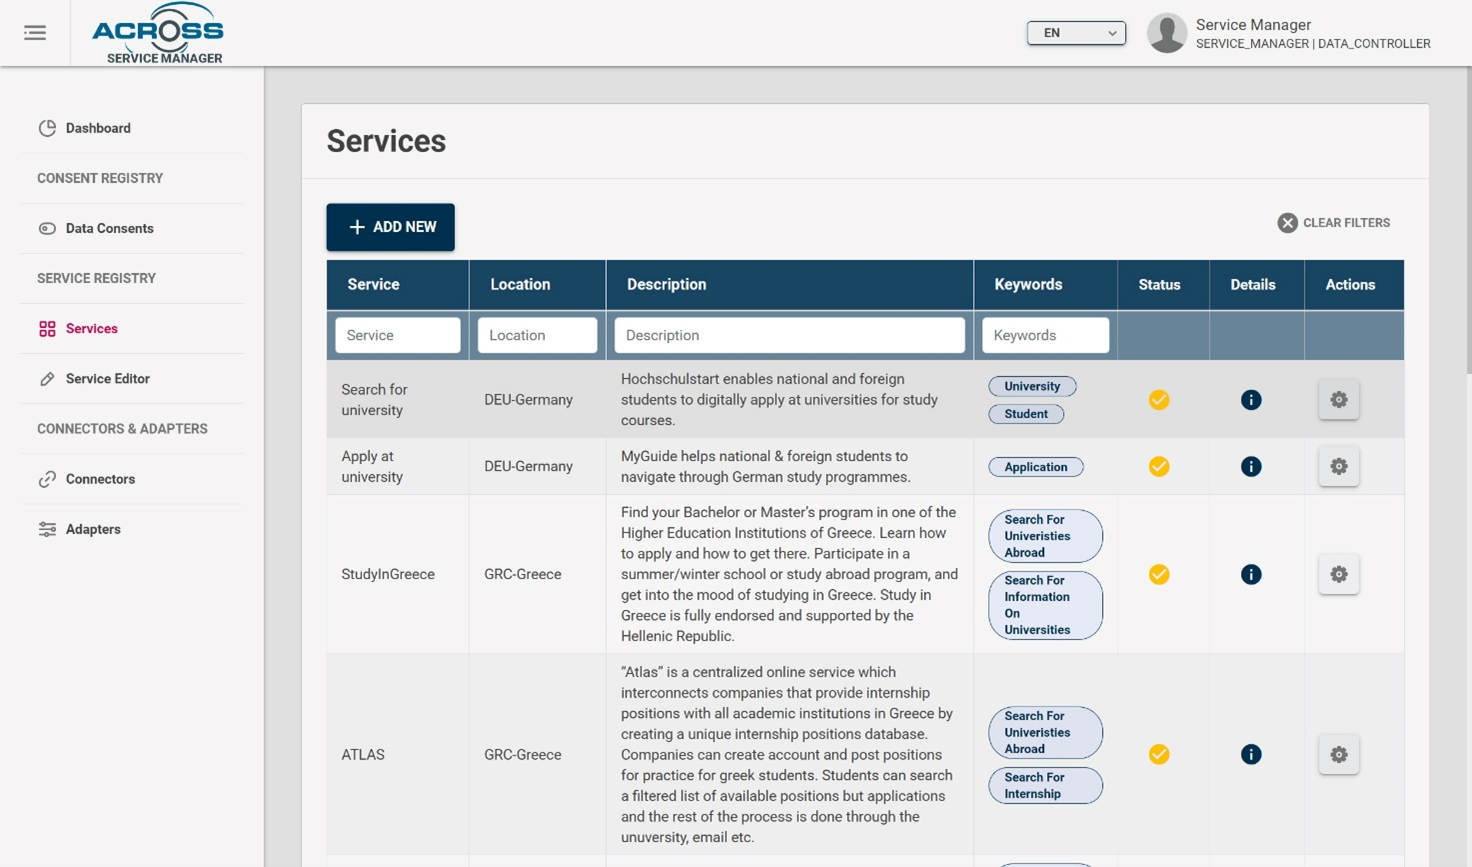 ACROSS
SERVICE MANAGER
EN
Service Manager
SERVICE_MANAGER | DATA_CONTROLLER
Dashboard
CONSENT REGISTRY
Data Consents
SERVICE REGISTRY
Services
Service Editor
CONNECTORS & ADAPTERS
Connectors
Adapters
Services
ADD NEW
CLEAR FILTERS
Service Location Description Keywords Status Details Actions
Service Location Description Keywords
Search for
university
DEU-Germany
Hochschulstart enables national and foreign
students to digitally apply at universities for study
courses.
University
Student
Apply at
university
DEU-Germany
MyGuide helps national & foreign students to
navigate through German study programmes.
Application
StudyInGreece
GRC-Greece
Find your Bachelor or Master’s program in one of the
Higher Education Institutions of Greece. Learn how
to apply and how to get there. Participate in a
summer/winter school or study abroad program, and
get into the mood of studying in Greece. Study in
Greece is fully endorsed and supported by the
Hellenic Republic.
Search For
Univeristies
Abroad
Search For
Information
On
Universities
ATLAS
GRC-Greece
“Atlas” is a centralized online service which
interconnects companies that provide internship
positions with all academic institutions in Greece by
creating a unique internship positions database.
Companies can create account and post positions
for practice for greek students. Students can search
a filtered list of available positions but applications
and the rest of the process is done through the
unuversity, email etc.
Search For
Univeristies
Abroad
Search For
Internship